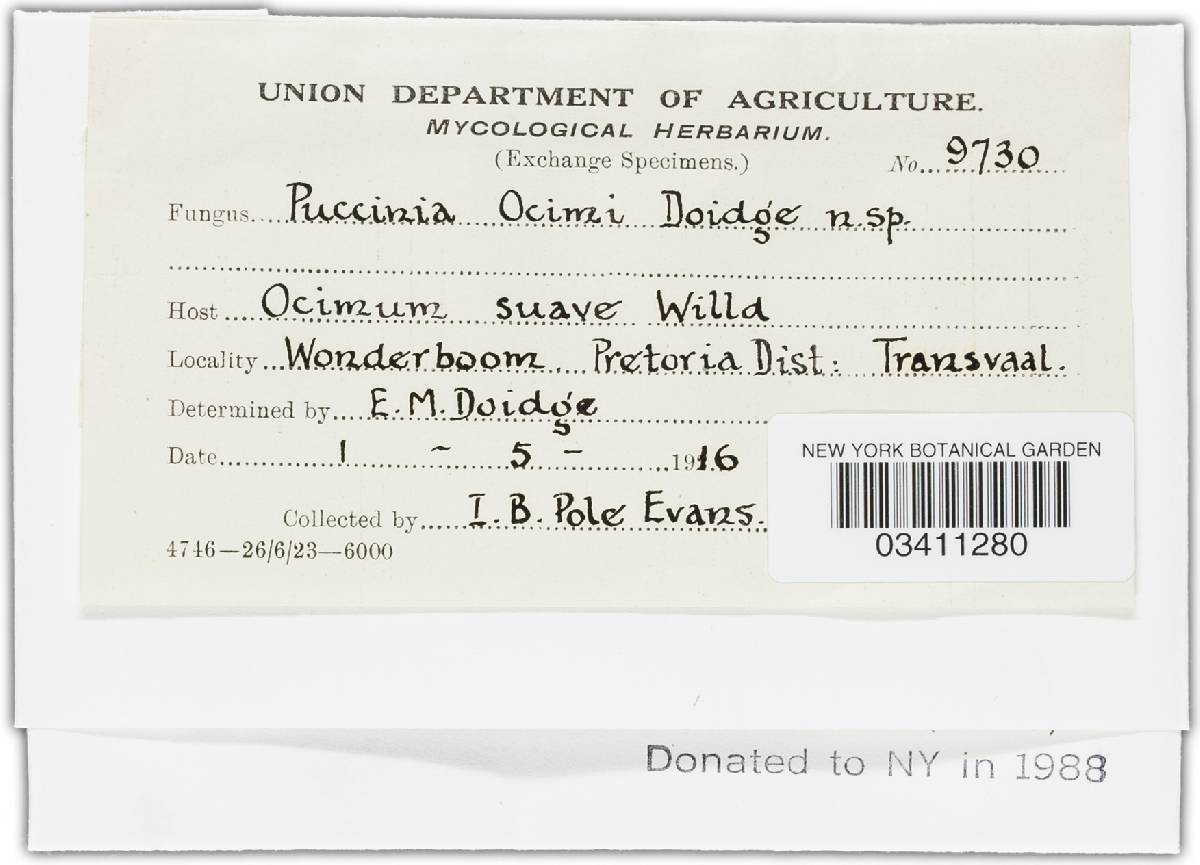 UNION DEPARTMENT OF AGRICULTURE.
MYCOLOGICAL HERBARIUM.
(Exchange Specimens.)
No. 9730
Fungus Puccinia Ocimi Doidge n.sp.
Host Ocimum suave Willd
Locality Wonderboom Pretoria Dist: Transvaal.
Determined by E. M. Doidge
Date 1 - 5 - 1916
Collected by I. B. Pole Evans.
4746—26/6/23—6000
NEW YORK BOTANICAL GARDEN
03411280
Donated to NY in 1988